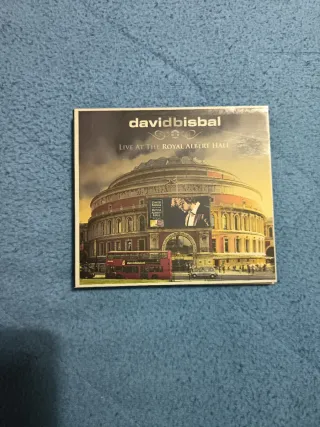 davidbisbal
LIVE AT THE ROYAL ALBERT HALL